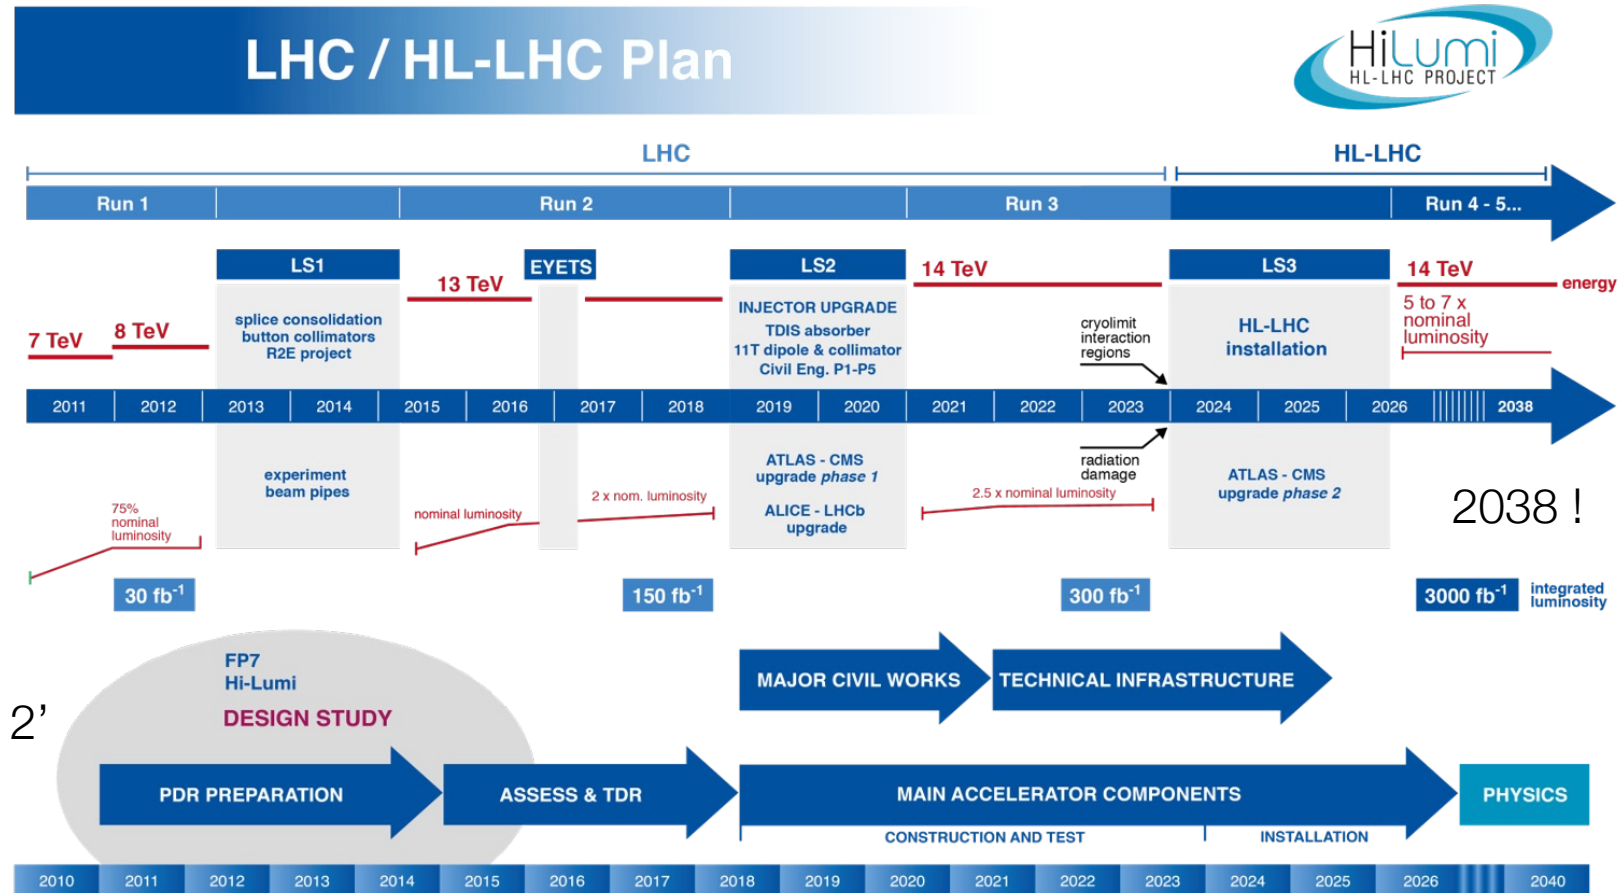 LHC / HL-LHC Plan
HiLumi
HL-LHC PROJECT
LHC
HL-LHC
Run 1
Run 2
Run 3
Run 4 - 5...
LS1
EYETS
LS2
LS3
7 TeV
8 TeV
13 TeV
14 TeV
14 TeV
energy
splice consolidation
button collimators
R2E project
INJECTOR UPGRADE
TDIS absorber
11T dipole & collimator
Civil Eng. P1-P5
cryolimit
interaction
regions
HL-LHC
installation
5 to 7 x
nominal
luminosity
2011
2012
2013
2014
2015
2016
2017
2018
2019
2020
2021
2022
2023
2024
2025
2026
2038
experiment
beam pipes
ATLAS - CMS
upgrade phase 1
ALICE - LHCb
upgrade
radiation
damage
ATLAS - CMS
upgrade phase 2
2038 !
75%
nominal
luminosity
nominal luminosity
2 x nom. luminosity
2.5 x nominal luminosity
30 fb⁻¹
150 fb⁻¹
300 fb⁻¹
3000 fb⁻¹
integrated
luminosity
FP7
Hi-Lumi
DESIGN STUDY
2’
MAJOR CIVIL WORKS
TECHNICAL INFRASTRUCTURE
PDR PREPARATION
ASSESS & TDR
MAIN ACCELERATOR COMPONENTS
PHYSICS
CONSTRUCTION AND TEST
INSTALLATION
2010
2011
2012
2013
2014
2015
2016
2017
2018
2019
2020
2021
2022
2023
2024
2025
2026
2040